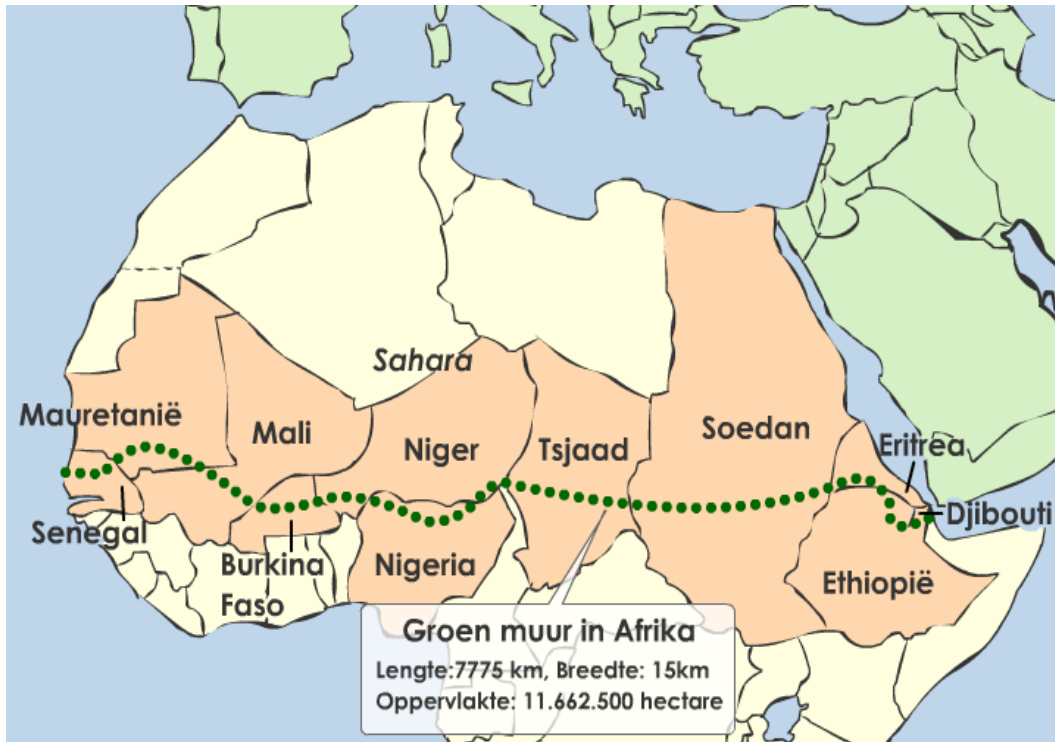 Sahara
Mauretanië
Mali
Niger
Tsjaad
Soedan
Eritrea
Senegal
Burkina
Faso
Nigeria
Djibouti
Ethiopië
Groen muur in Afrika
Lengte:7775 km, Breedte: 15km
Oppervlakte: 11.662.500 hectare